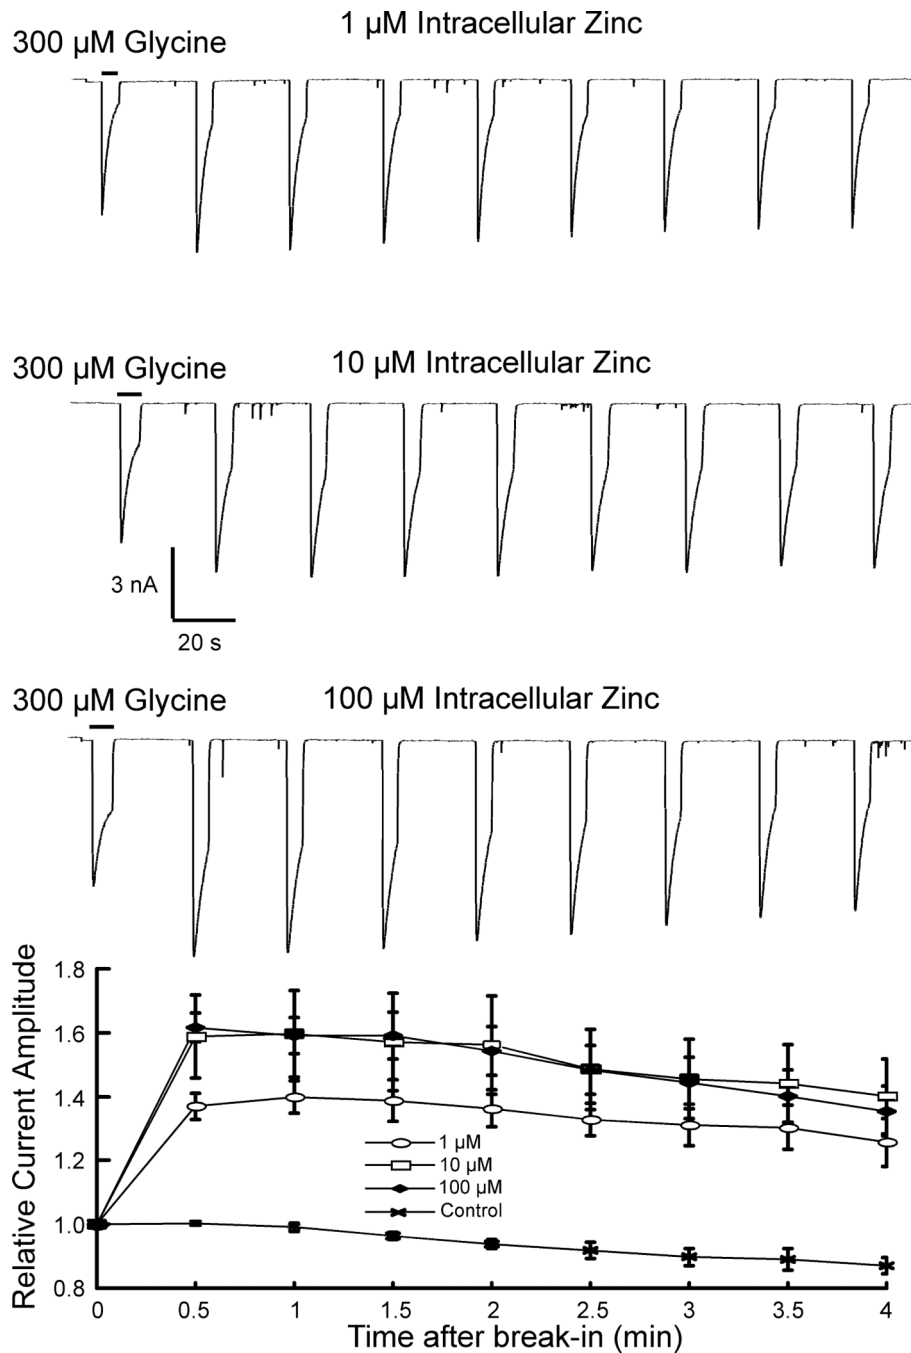 1 µM Intracellular Zinc
300 µM Glycine
10 µM Intracellular Zinc
300 µM Glycine
3 nA
20 s
100 µM Intracellular Zinc
300 µM Glycine
Relative Current Amplitude
1.8
1.6
1.4
1.2
1.0
0.8
1 µM
10 µM
100 µM
Control
0 0.5 1 1.5 2 2.5 3 3.5 4
Time after break-in (min)